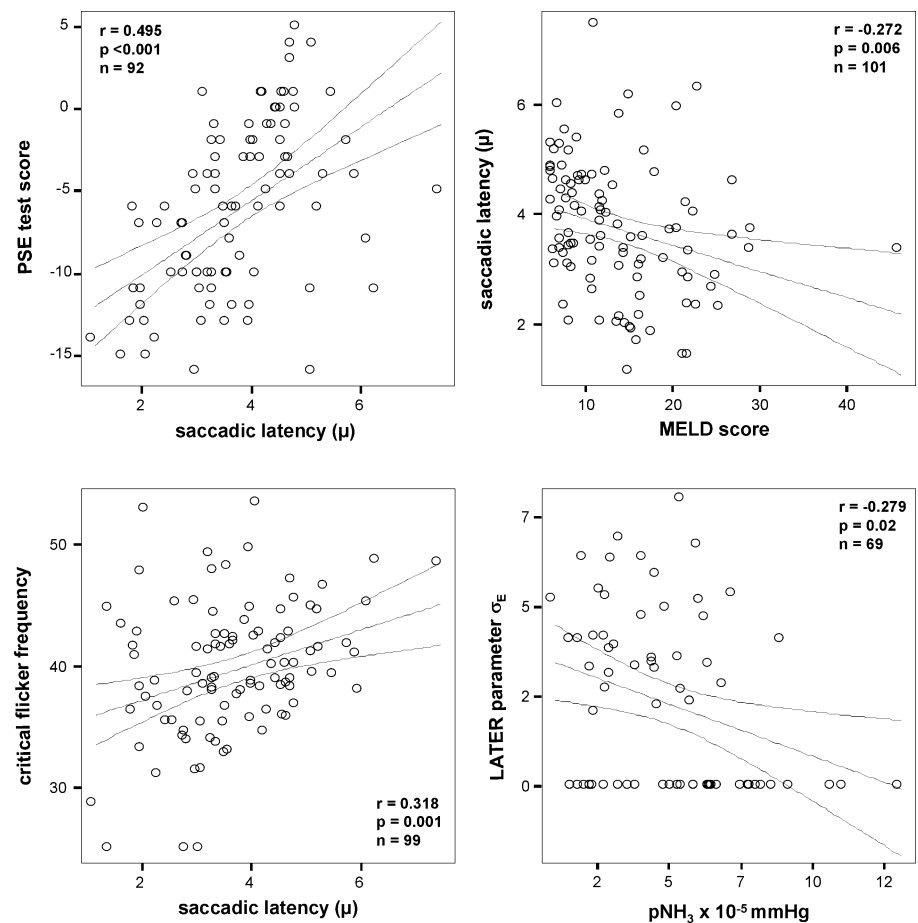 r = 0.495
p <0.001
n = 92
5
0
-5
-10
-15
PSE test score
2
4
6
saccadic latency (µ)
r = -0.272
p = 0.006
n = 101
6
4
2
saccadic latency (µ)
10
20
30
40
MELD score
50
40
30
critical flicker frequency
r = 0.318
p = 0.001
n = 99
2
4
6
saccadic latency (µ)
r = -0.279
p = 0.02
n = 69
7
5
2
0
LATER parameter σE
2
5
7
10
12
pNH3 x 10-5 mmHg